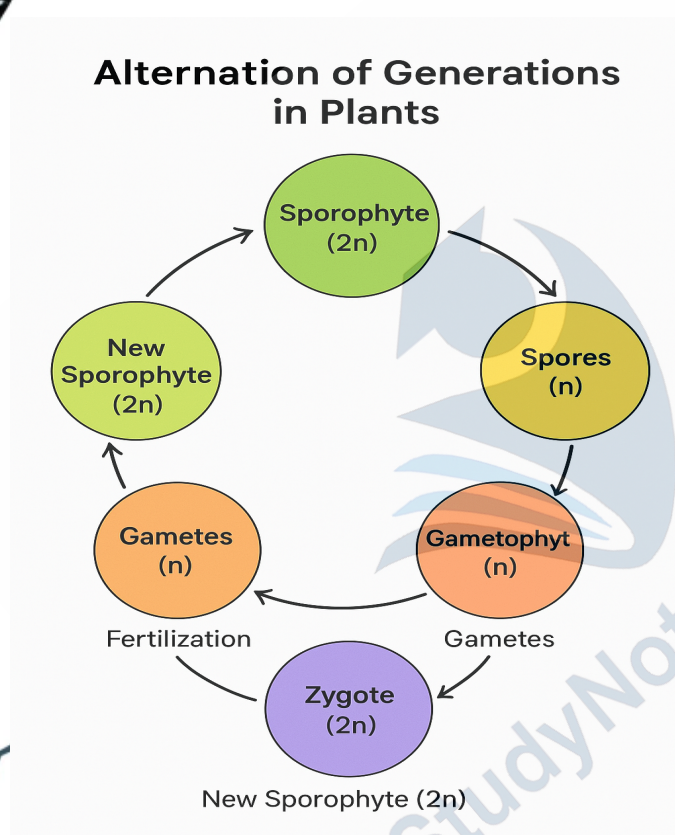 Alternation of Generations
in Plants
Sporophyte
(2n)
New
Sporophyte
(2n)
Spores
(n)
Gametes
(n)
Gametophyt
(n)
Fertilization
Gametes
Zygote
(2n)
New Sporophyte (2n)
StudyNot